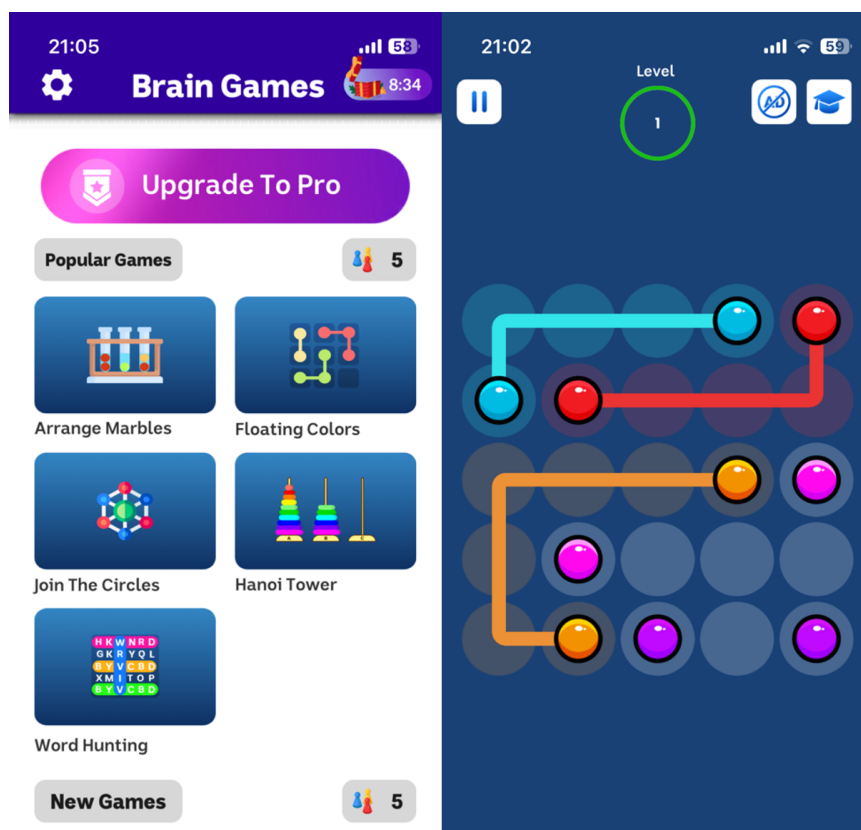 21:05
58
Brain Games
8:34
Upgrade To Pro
Popular Games
5
Arrange Marbles
Floating Colors
Join The Circles
Hanoi Tower
A B C
HKWNRD
GKRYQL
BYVCBD
XMITOP
BYVCBD
Word Hunting
New Games
5
21:02
59
Level
1
AD